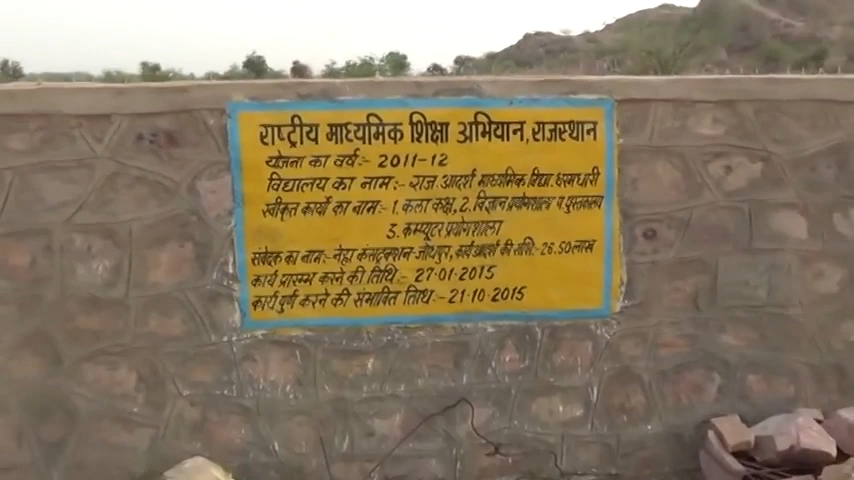 राष्ट्रीय माध्यमिक शिक्षा अभियान, राजस्थान
योजना का वर्ष:- 2011-12
विद्यालय का नाम:- राज. आदर्श माध्यमिक विद्या.
स्वीकृत कार्यो का नाम:- 1. कला कक्ष, 2. विज्ञान प्रयोगशाला व पुस्तकालय
3. कम्प्यूटर प्रयोगशाला
संवेदक का नाम:- नेहा कंसट्रक्शन-जोधपुर, कार्य आदर्श की राशि:- 26.50 लाख
कार्य प्रारम्भ करने की तिथि:- 27-01-2015
कार्य पुर्ण करने की संभावित तिथि:- 21-10-2015